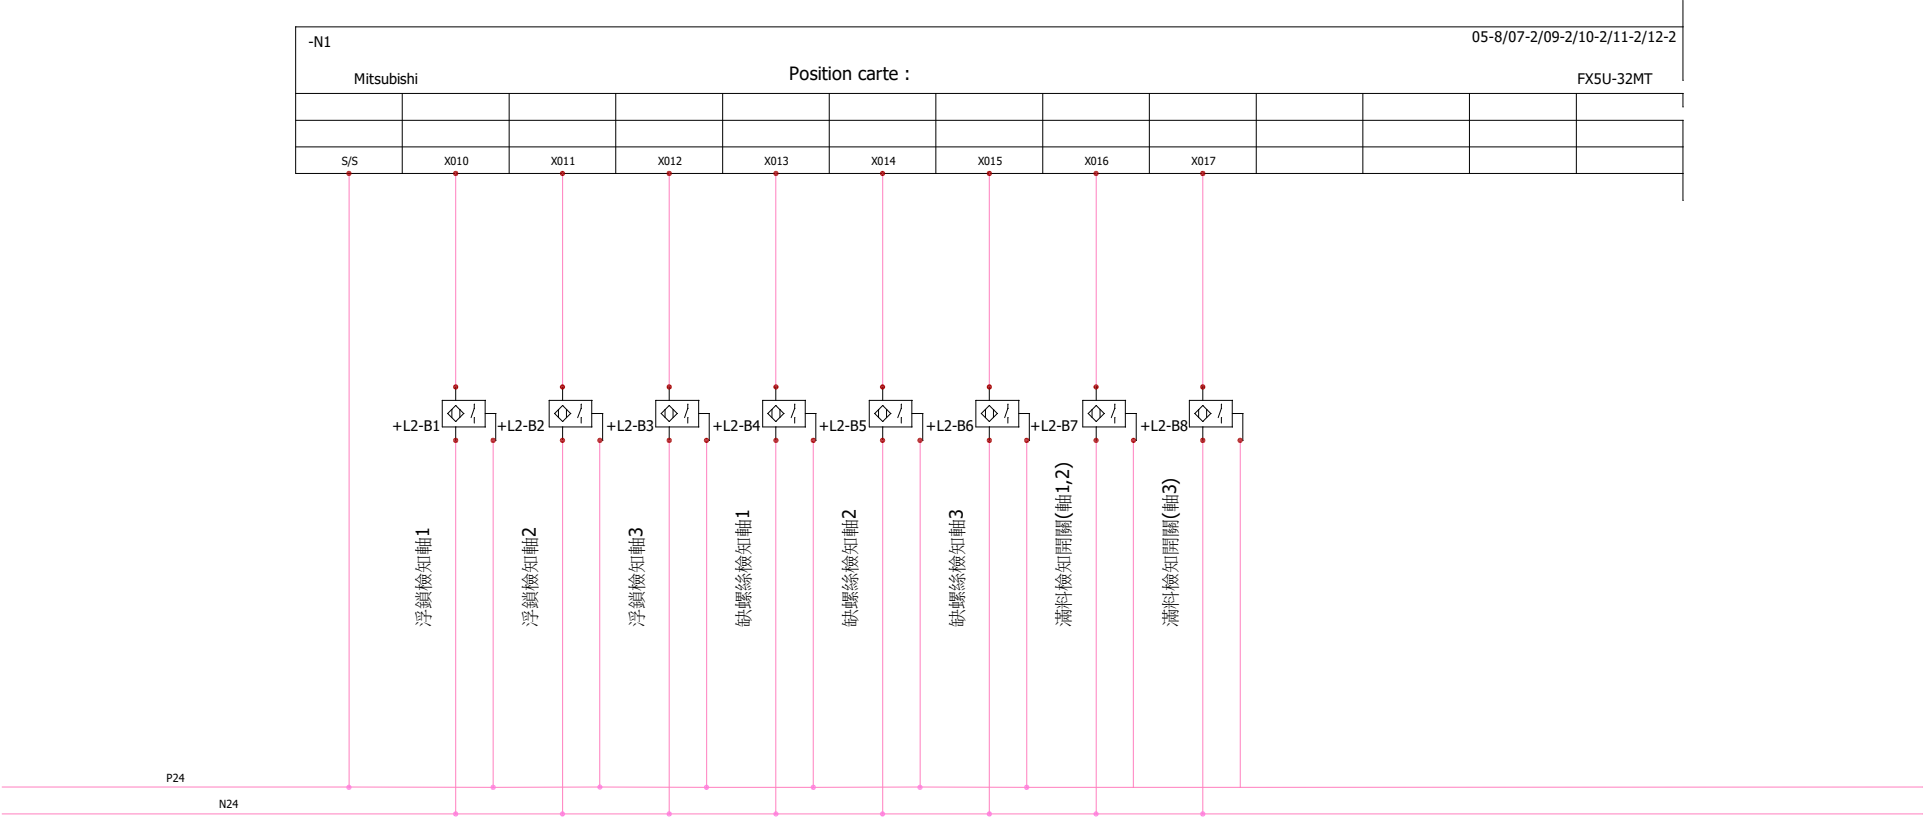 -N1
05-8/07-2/09-2/10-2/11-2/12-2
Mitsubishi
Position carte :
FX5U-32MT
S/S
X010
X011
X012
X013
X014
X015
X016
X017
+L2-B1
+L2-B2
+L2-B3
+L2-B4
+L2-B5
+L2-B6
+L2-B7
+L2-B8
浮鎖檢知軸1
浮鎖檢知軸2
浮鎖檢知軸3
缺螺絲檢知軸1
缺螺絲檢知軸2
缺螺絲檢知軸3
滿料檢知開關(軸1,2)
滿料檢知開關(軸3)
P24
N24